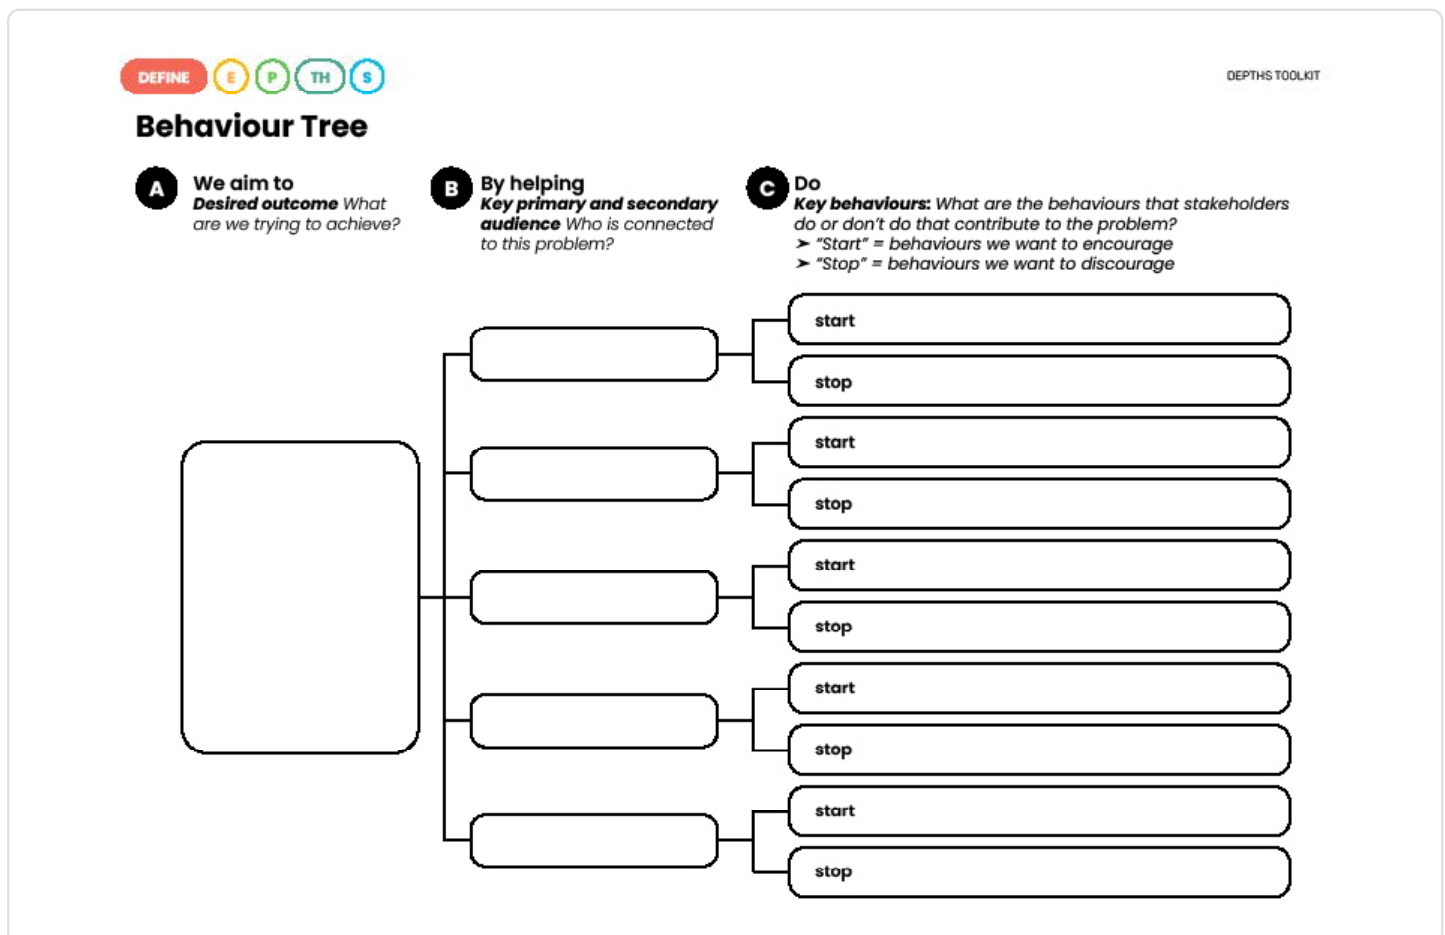 DEFINE E P TH S
DEPTHS TOOLKIT
Behaviour Tree
A
We aim to
Desired outcome What
are we trying to achieve?
B
By helping
Key primary and secondary
audience Who is connected
to this problem?
C
Do
Key behaviours: What are the behaviours that stakeholders
do or don't do that contribute to the problem?
➤ “Start” = behaviours we want to encourage
➤ “Stop” = behaviours we want to discourage
start
stop
start
stop
start
stop
start
stop
start
stop